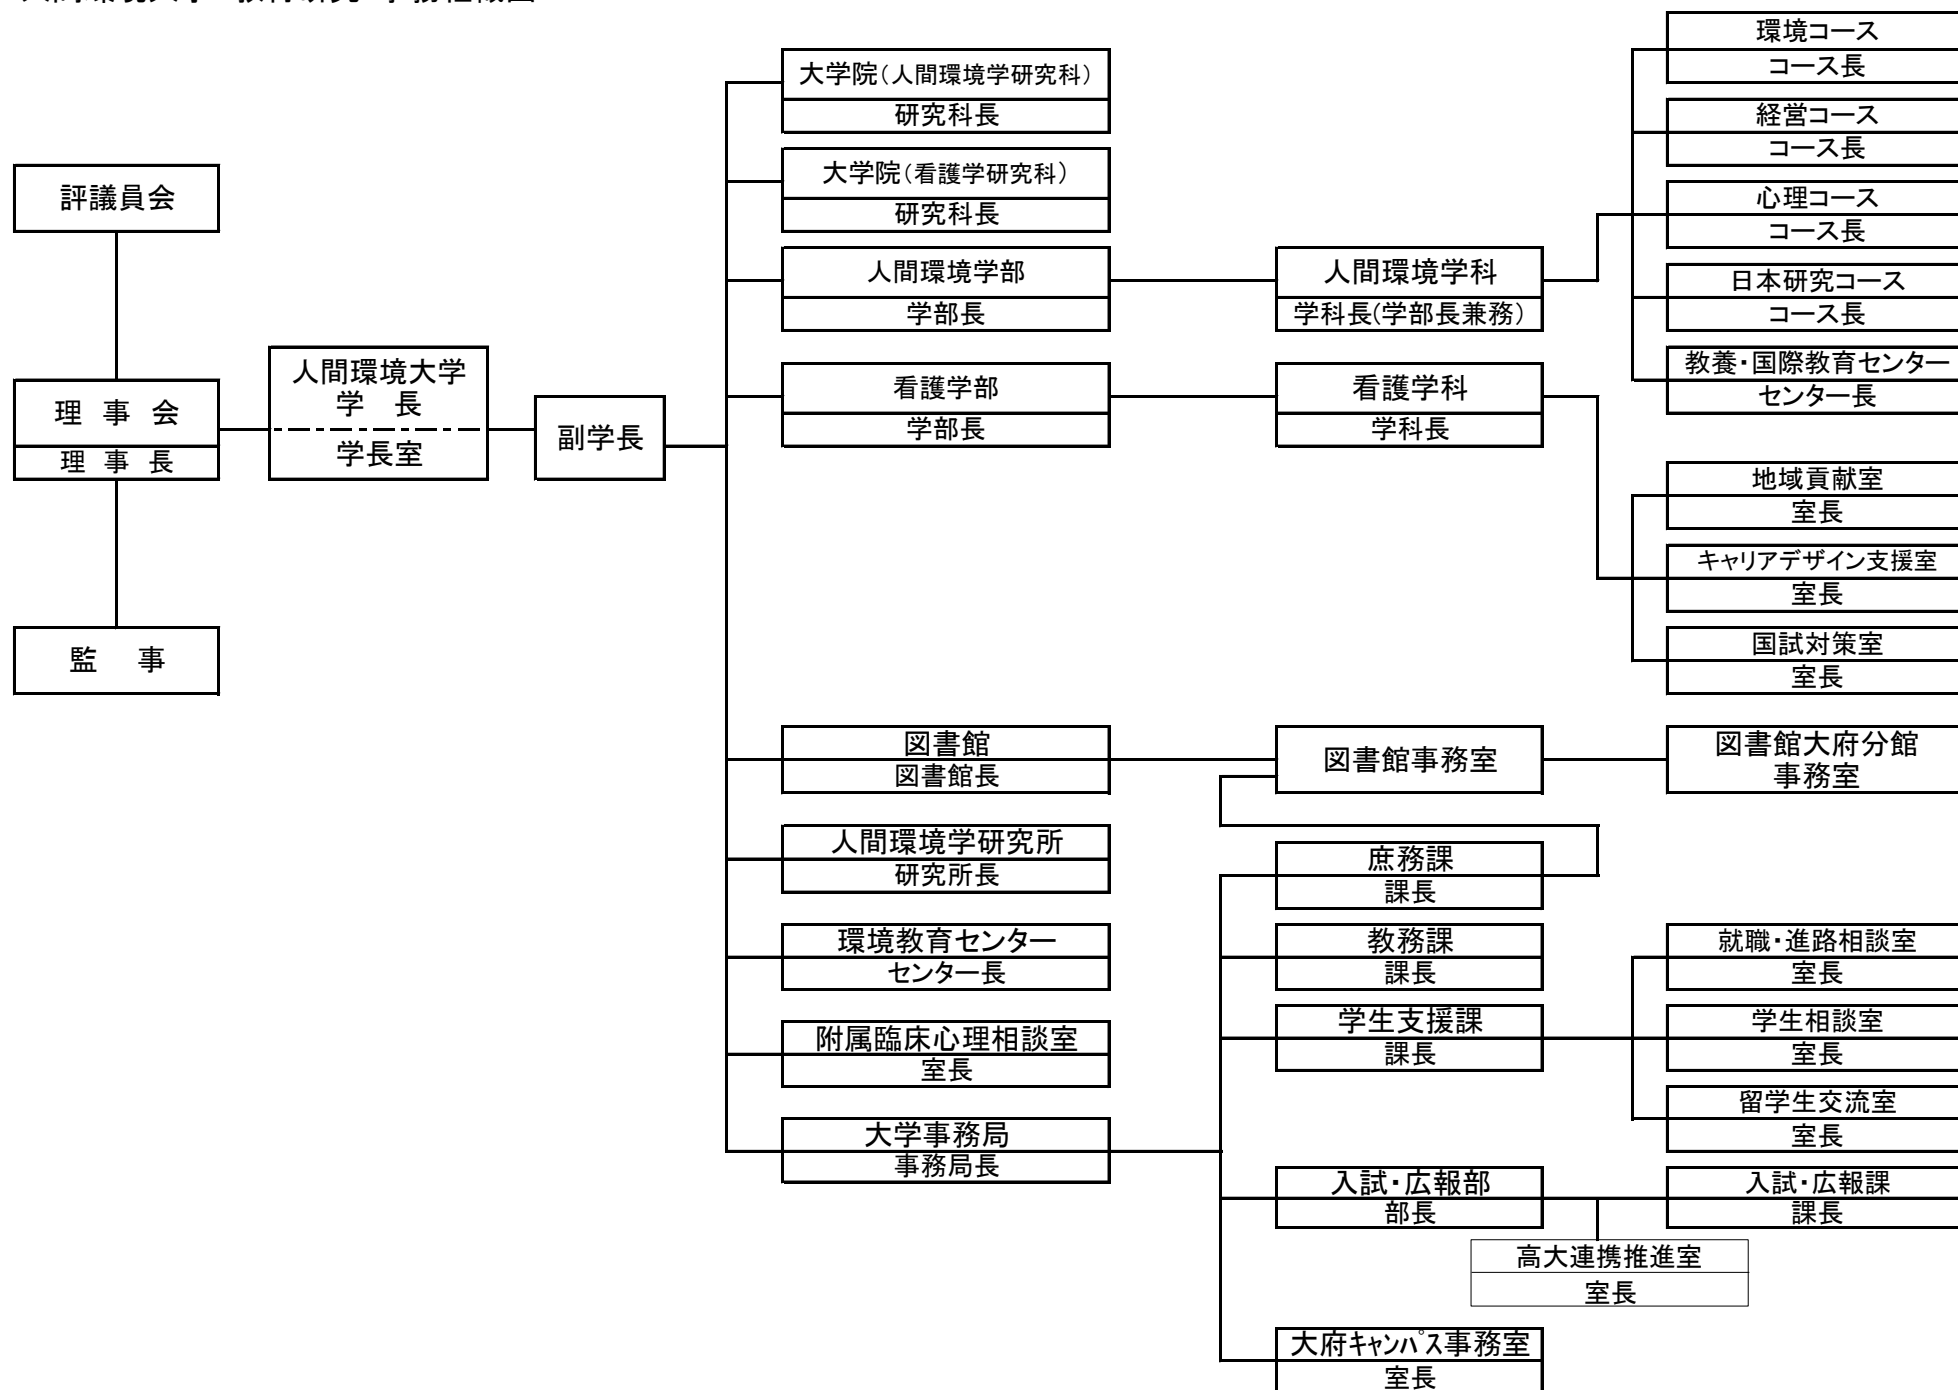 評議員会
理 事 会
理 事 長
監 事
人間環境大学
学 長
学長室
副学長
大学院(人間環境学研究科)
研究科長
大学院(看護学研究科)
研究科長
人間環境学部
学部長
看護学部
学部長
図書館
図書館長
人間環境学研究所
研究所長
環境教育センター
センター長
附属臨床心理相談室
室長
大学事務局
事務局長
人間環境学科
学科長(学部長兼務)
看護学科
学科長
図書館事務室
庶務課
課長
教務課
課長
学生支援課
課長
入試・広報部
部長
高大連携推進室
室長
大府キャンパス事務室
室長
環境コース
コース長
経営コース
コース長
心理コース
コース長
日本研究コース
コース長
教養・国際教育センター
センター長
地域貢献室
室長
キャリアデザイン支援室
室長
国試対策室
室長
図書館大府分館
事務室
就職・進路相談室
室長
学生相談室
室長
留学生交流室
室長
入試・広報課
課長